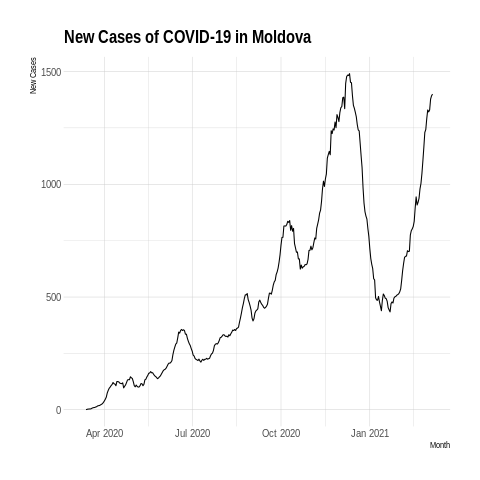 New Cases of COVID-19 in Moldova
New Cases
1500
1000
500
0
Apr 2020 Jul 2020 Oct 2020 Jan 2021
Month